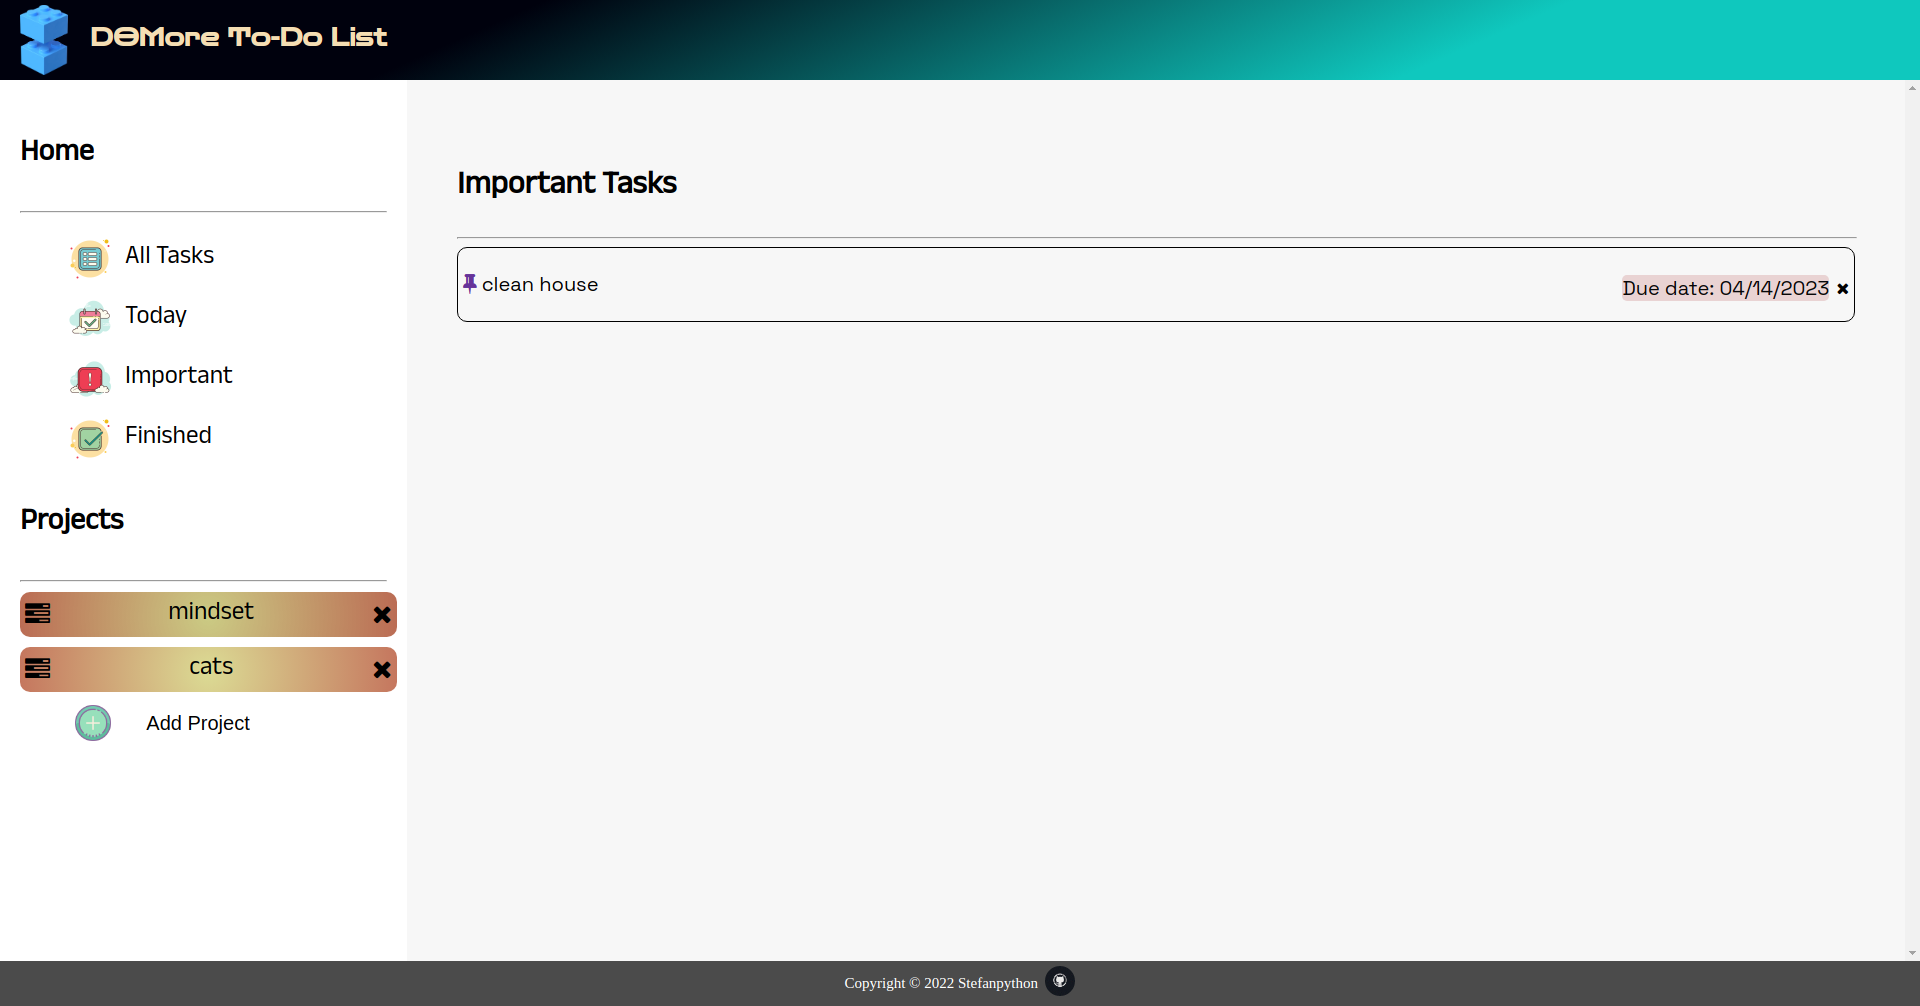 DOMore To-Do List
Home
All Tasks
Today
Important
Finished
Projects
mindset
cats
Add Project
Important Tasks
clean house
Due date: 04/14/2023
Copyright © 2022 Stefanpython